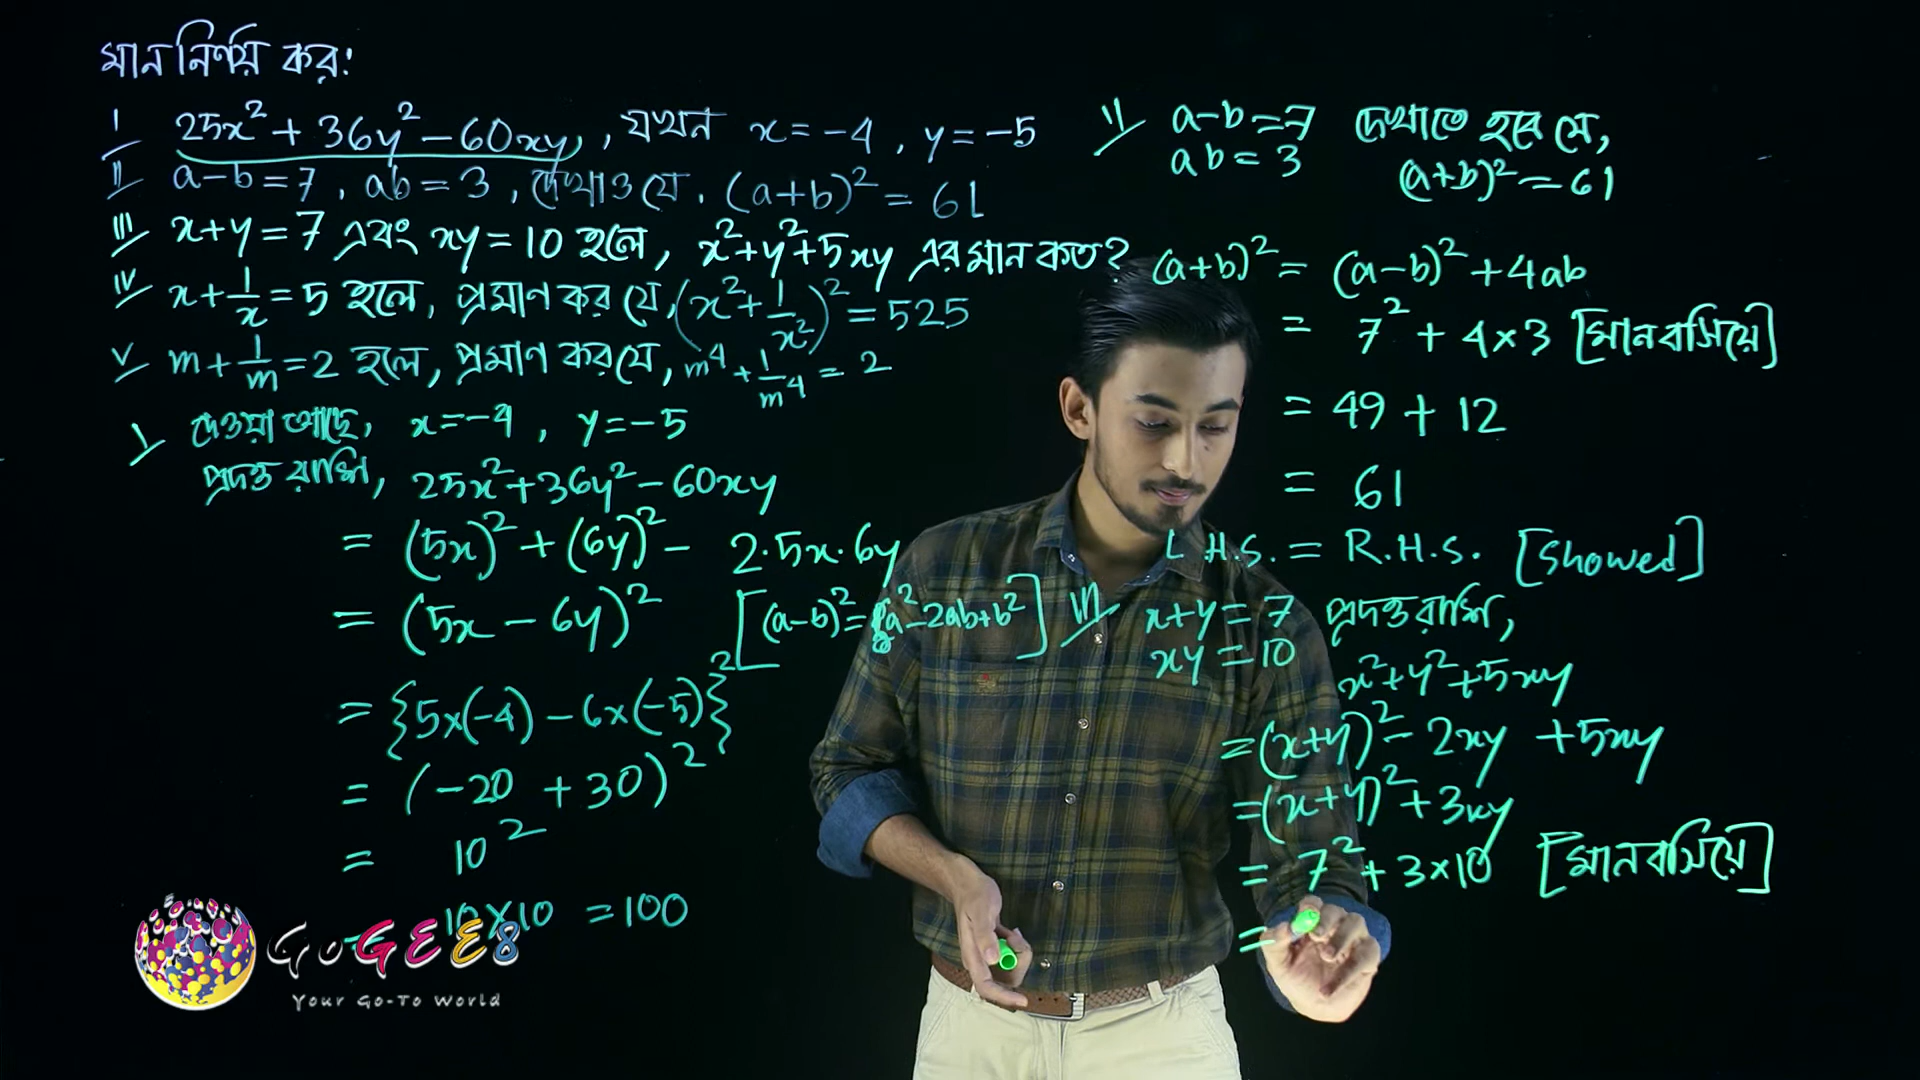 মান নির্ণয় কর:
I 25x² + 36y² - 60xy, যখন x = -4, y = -5
II a-b = 7, ab = 3, দেখাও যে, (a+b)² = 61
III x+y = 7 এবং xy = 10 হলে, x²+y²+5xy এর মান কত?
IV x + 1/x = 5 হলে, প্রমাণ কর যে, (x² + 1/x²)² = 525
V m + 1/m = 2 হলে, প্রমাণ কর যে, m⁴ + 1/m⁴ = 2
I দেওয়া আছে, x = -4, y = -5
প্রদত্ত রাশি, 25x² + 36y² - 60xy
= (5x)² + (6y)² - 2·5x·6y
= (5x - 6y)² [(a-b)² = a² - 2ab + b²]
= {5x(-4) - 6x(-5)}²
= (-20 + 30)²
= 10²
= 10×10 = 100
II a-b = 7 দেখাতে হবে যে,
ab = 3 (a+b)² = 61
(a+b)² = (a-b)² + 4ab
= 7² + 4×3 [মান বসিয়ে]
= 49 + 12
= 61
L.H.S. = R.H.S. [Showed]
III x+y = 7 প্রদত্ত রাশি,
xy = 10
x²+y²+5xy
= (x+y)² - 2xy + 5xy
= (x+y)² + 3xy
= 7² + 3×10 [মান বসিয়ে]
=
GoGEE8
Your Go-To World